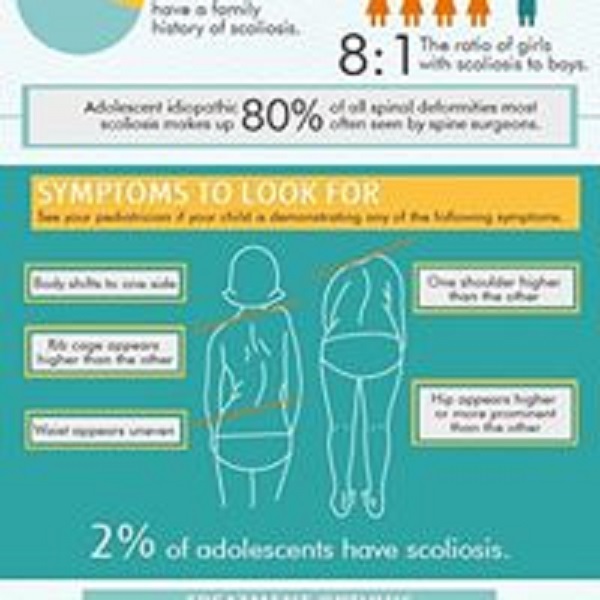 have a family
history of scoliosis.
8:1 The ratio of girls
with scoliosis to boys.
Adolescent idiopathic
scoliosis makes up
80%
of all spinal deformities most
often seen by spine surgeons.
SYMPTOMS TO LOOK FOR
See your pediatrician if your child is demonstrating any of the following symptoms.
Body shifts to one side
One shoulder higher
than the other
Rib cage appears
higher than the other
Hip appears higher
or more prominent
than the other
Waist appears uneven
2% of adolescents have scoliosis.